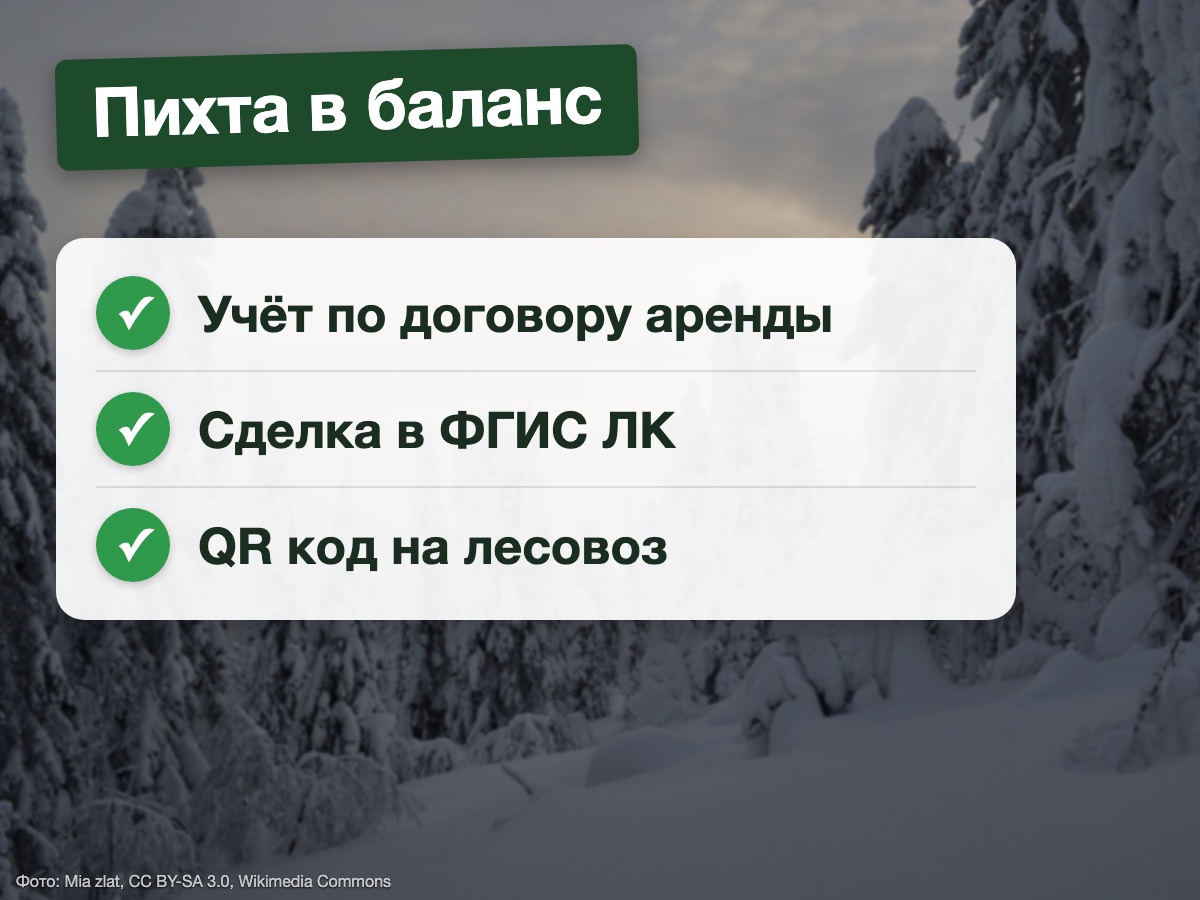 Пихта в баланс
Учёт по договору аренды
Сделка в ФГИС ЛК
QR код на лесовоз
Фото: Mia zlat, CC BY-SA 3.0, Wikimedia Commons